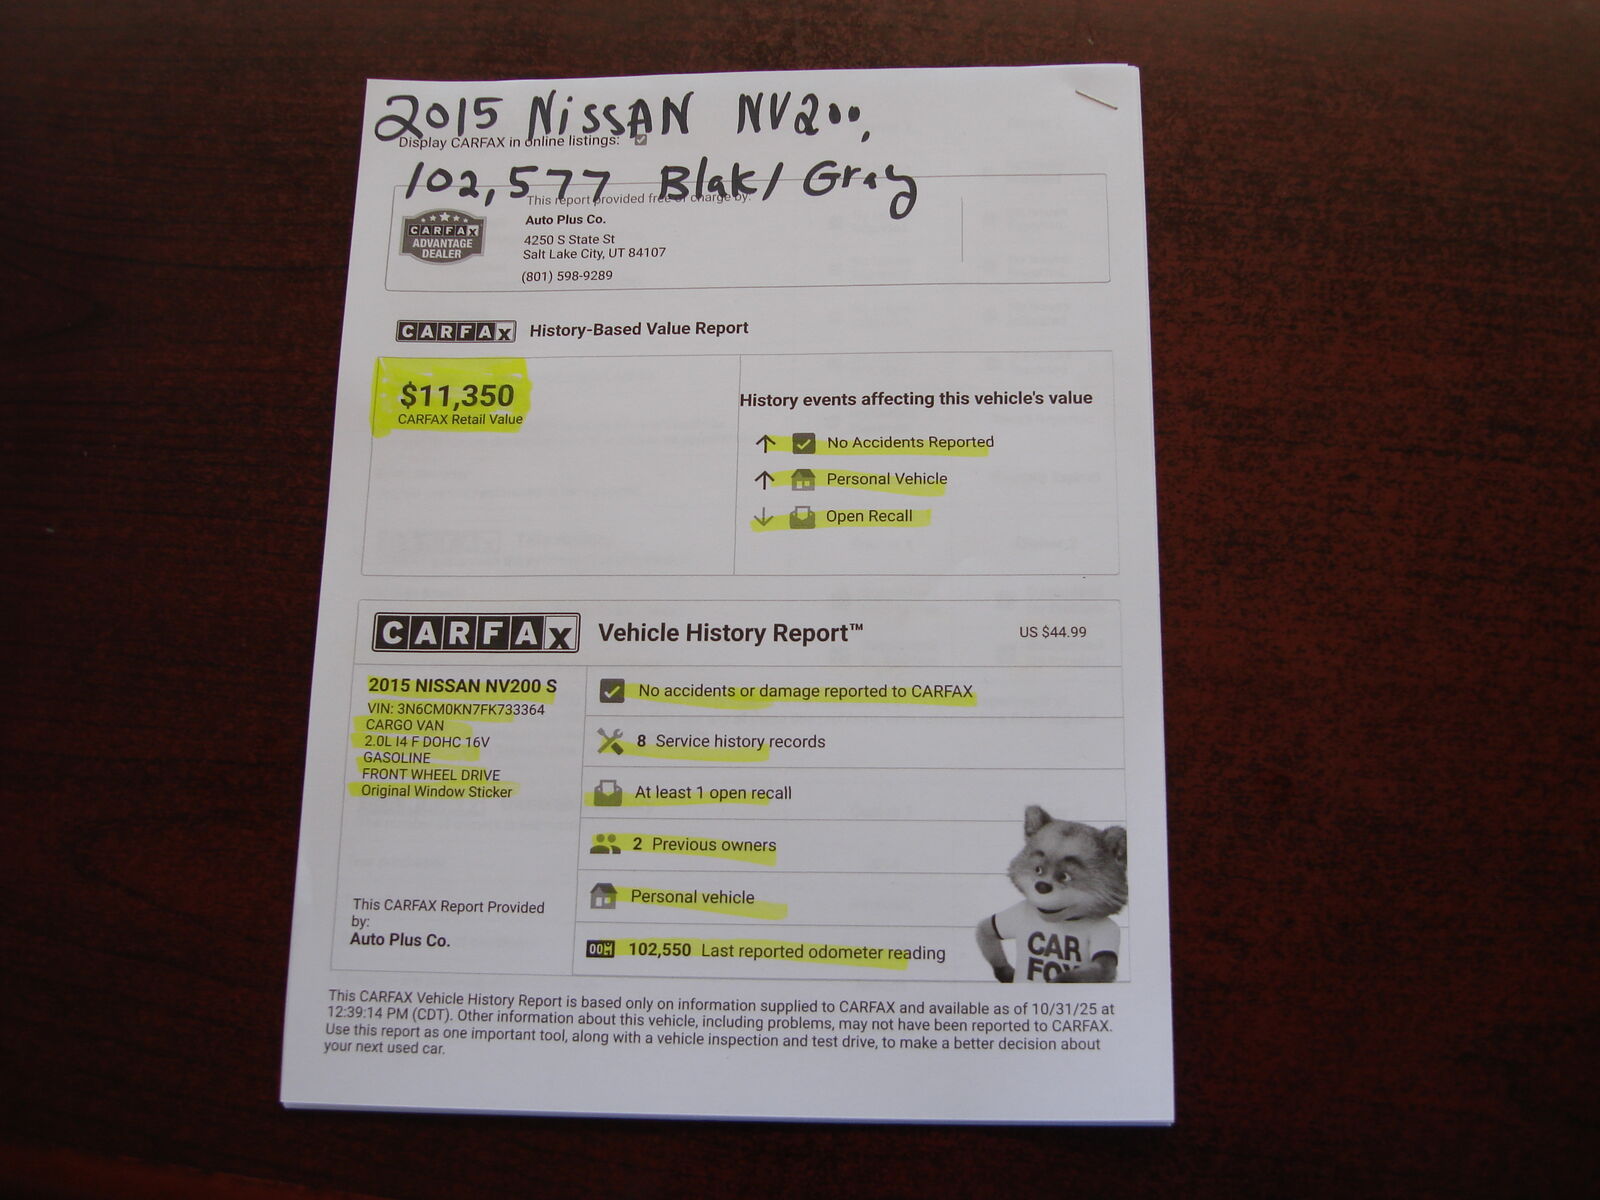 2015 NissAN NV200,
Display CARFAX in online listings:
102,577 Blak/ Gray
This report provided free of charge by:
CARFAX
ADVANTAGE
DEALER
Auto Plus Co.
4250 S State St
Salt Lake City, UT 84107
(801) 598-9289
CARFAX History-Based Value Report
$11,350
CARFAX Retail Value
History events affecting this vehicle's value
No Accidents Reported
Personal Vehicle
Open Recall
CARFAX Vehicle History Report™ US $44.99
2015 NISSAN NV200 S
VIN: 3N6CM0KN7FK733364
CARGO VAN
2.0L I4 F DOHC 16V
GASOLINE
FRONT WHEEL DRIVE
Original Window Sticker
This CARFAX Report Provided
by:
Auto Plus Co.
No accidents or damage reported to CARFAX
8 Service history records
At least 1 open recall
2 Previous owners
Personal vehicle
102,550 Last reported odometer reading
CAR
FOX
This CARFAX Vehicle History Report is based only on information supplied to CARFAX and available as of 10/31/25 at
12:39:14 PM (CDT). Other information about this vehicle, including problems, may not have been reported to CARFAX.
Use this report as one important tool, along with a vehicle inspection and test drive, to make a better decision about
your next used car.